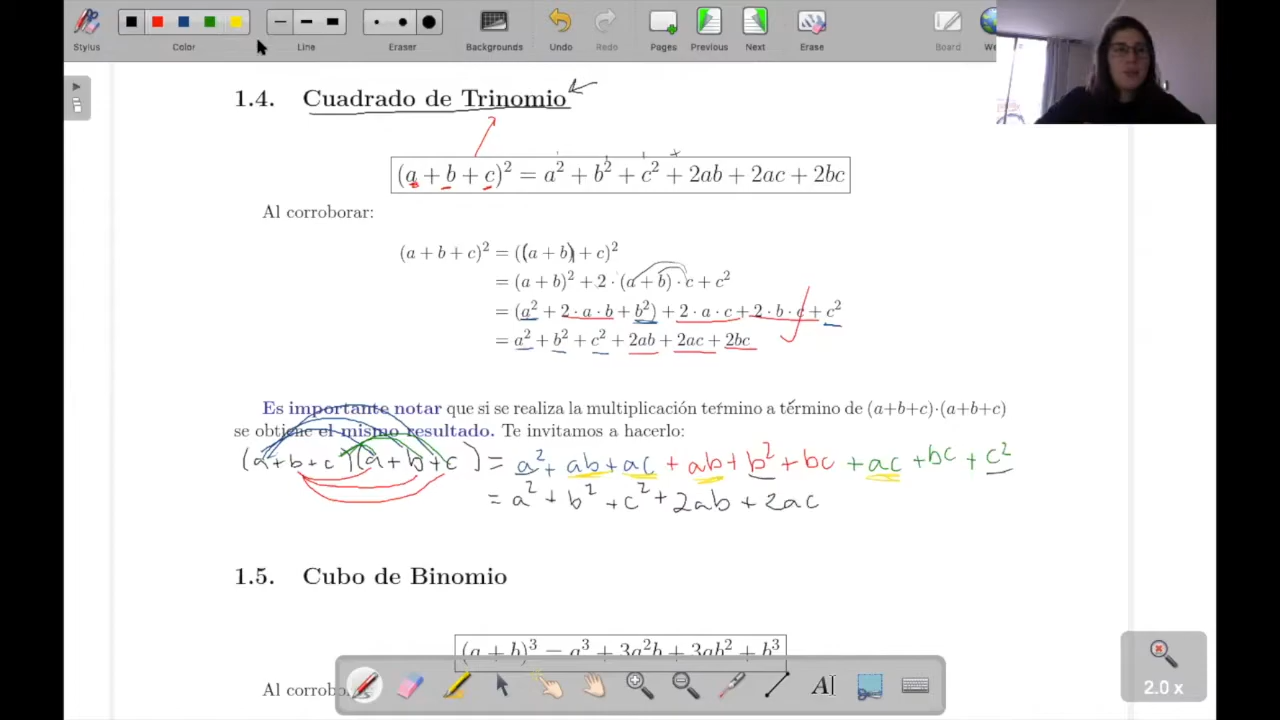 Stylus Color Line Eraser Backgrounds Undo Redo Pages Previous Next Erase Board We
1.4. Cuadrado de Trinomio
(a + b + c)² = a² + b² + c² + 2ab + 2ac + 2bc
Al corroborar:
(a + b + c)² = ((a + b) + c)²
= (a + b)² + 2 · (a + b) · c + c²
= (a² + 2 · a · b + b²) + 2 · a · c + 2 · b · c + c²
= a² + b² + c² + 2ab + 2ac + 2bc
Es importante notar que si se realiza la multiplicación termino a término de (a+b+c)·(a+b+c)
se obtiene el mismo resultado. Te invitamos a hacerlo:
(a+b+c)(a+b+c) = a² + ab + ac + ab + b² + bc + ac + bc + c²
= a² + b² + c² + 2ab + 2ac
1.5. Cubo de Binomio
(a + b)³ = a³ + 3a²b + 3ab² + b³
Al corrobo
A
2.0 x